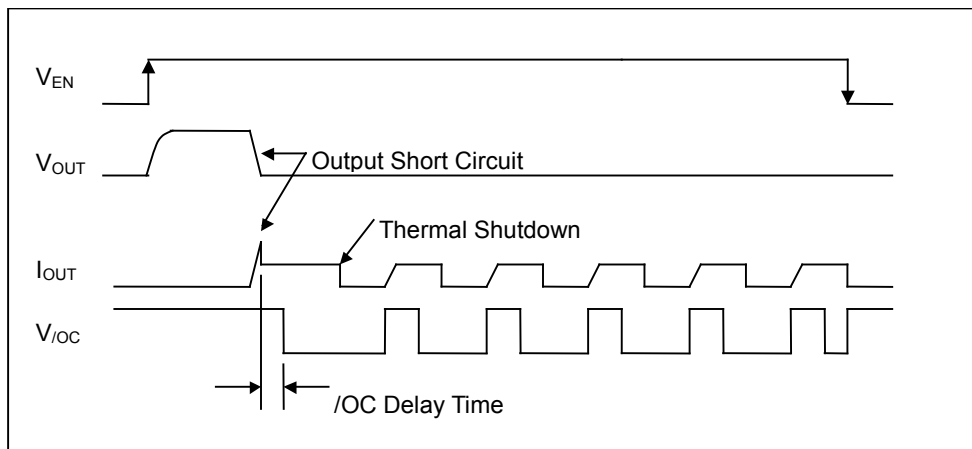 VEN
VOUT
Output Short Circuit
Thermal Shutdown
IOUT
V/OC
/OC Delay Time